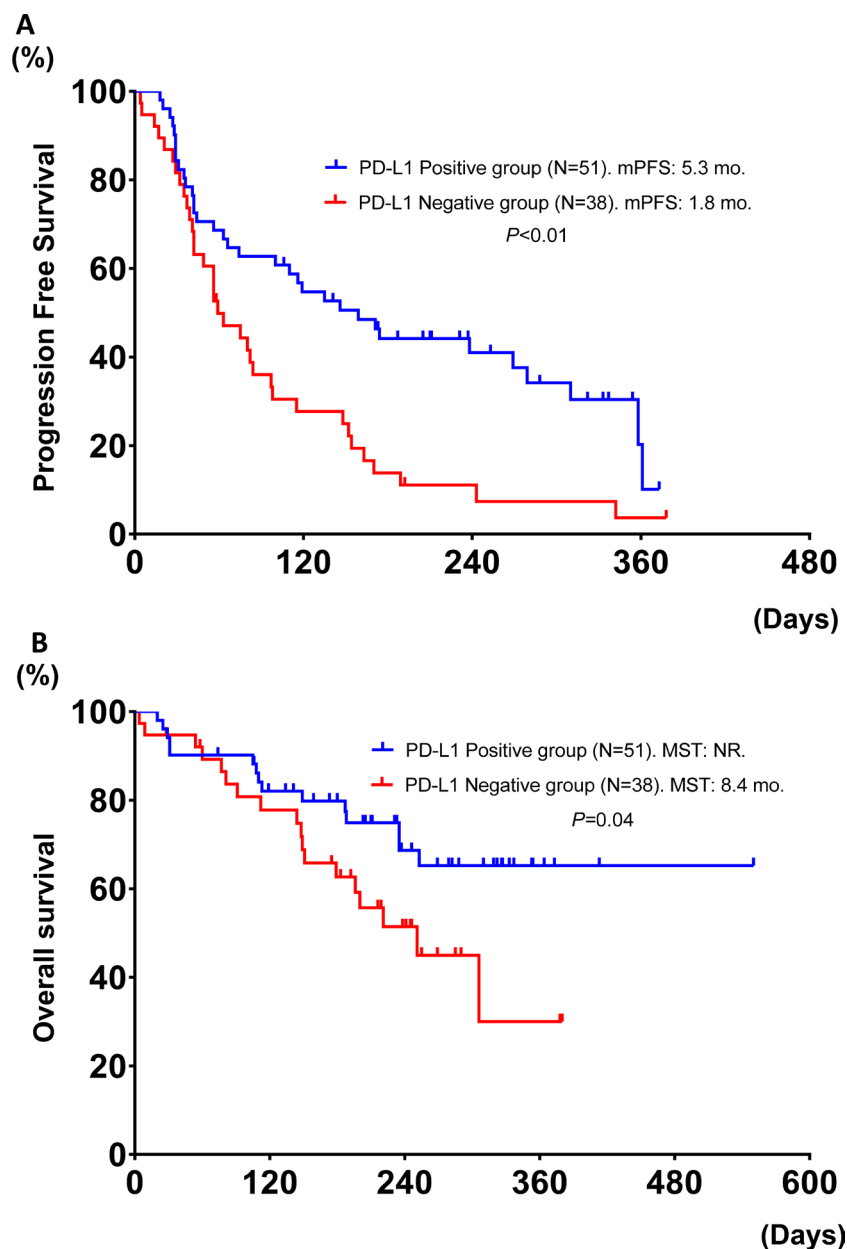 A
(%)
100
80
60
40
20
0
Progression Free Survival
PD-L1 Positive group (N=51). mPFS: 5.3 mo.
PD-L1 Negative group (N=38). mPFS: 1.8 mo.
P<0.01
0 120 240 360 480
(Days)
B
(%)
100
80
60
40
20
0
Overall survival
PD-L1 Positive group (N=51). MST: NR.
PD-L1 Negative group (N=38). MST: 8.4 mo.
P=0.04
0 120 240 360 480 600
(Days)